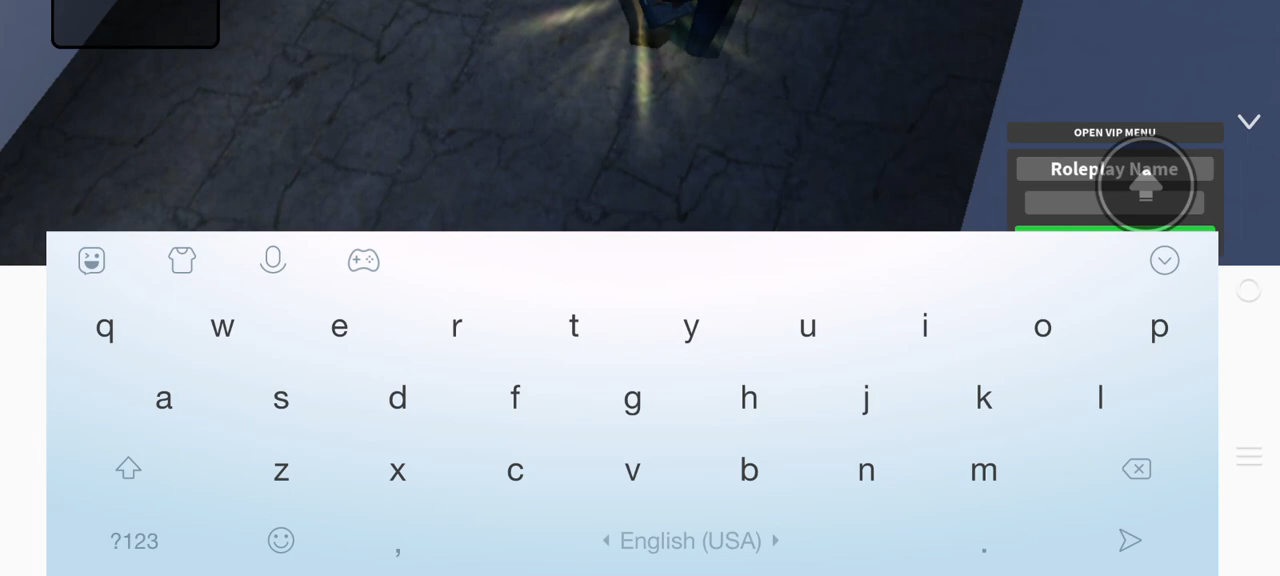 OPEN VIP MENU
Roleplay Name
q w e r t y u i o p
a s d f g h j k l
z x c v b n m
?123 , English (USA) .